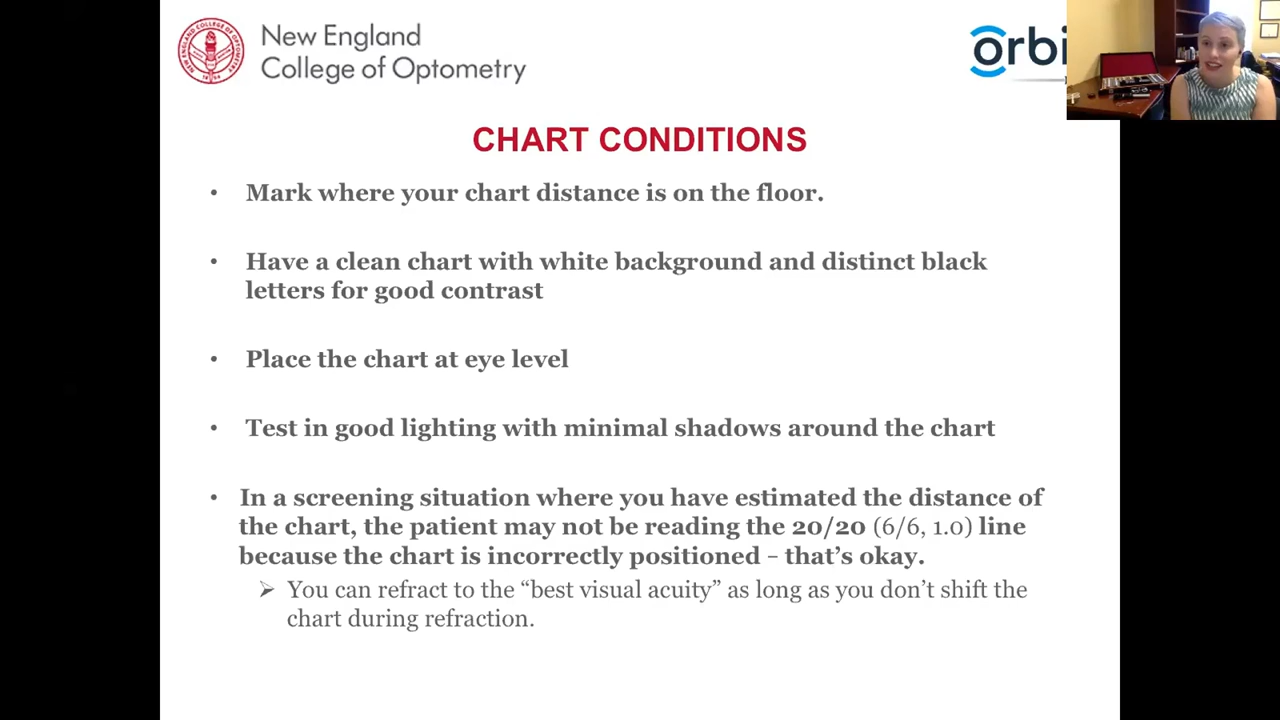 New England
College of Optometry
orbi
CHART CONDITIONS
• Mark where your chart distance is on the floor.
• Have a clean chart with white background and distinct black
letters for good contrast
• Place the chart at eye level
• Test in good lighting with minimal shadows around the chart
• In a screening situation where you have estimated the distance of
the chart, the patient may not be reading the 20/20 (6/6, 1.0) line
because the chart is incorrectly positioned – that’s okay.
➢ You can refract to the “best visual acuity” as long as you don’t shift the
chart during refraction.